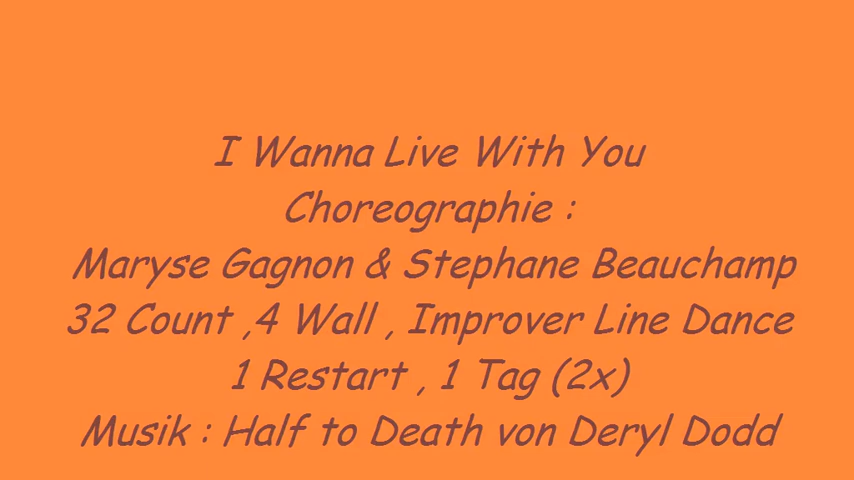 I Wanna Live With You
Choreographie :
Maryse Gagnon & Stephane Beauchamp
32 Count ,4 Wall , Improver Line Dance
1 Restart , 1 Tag (2x)
Musik : Half to Death von Deryl Dodd